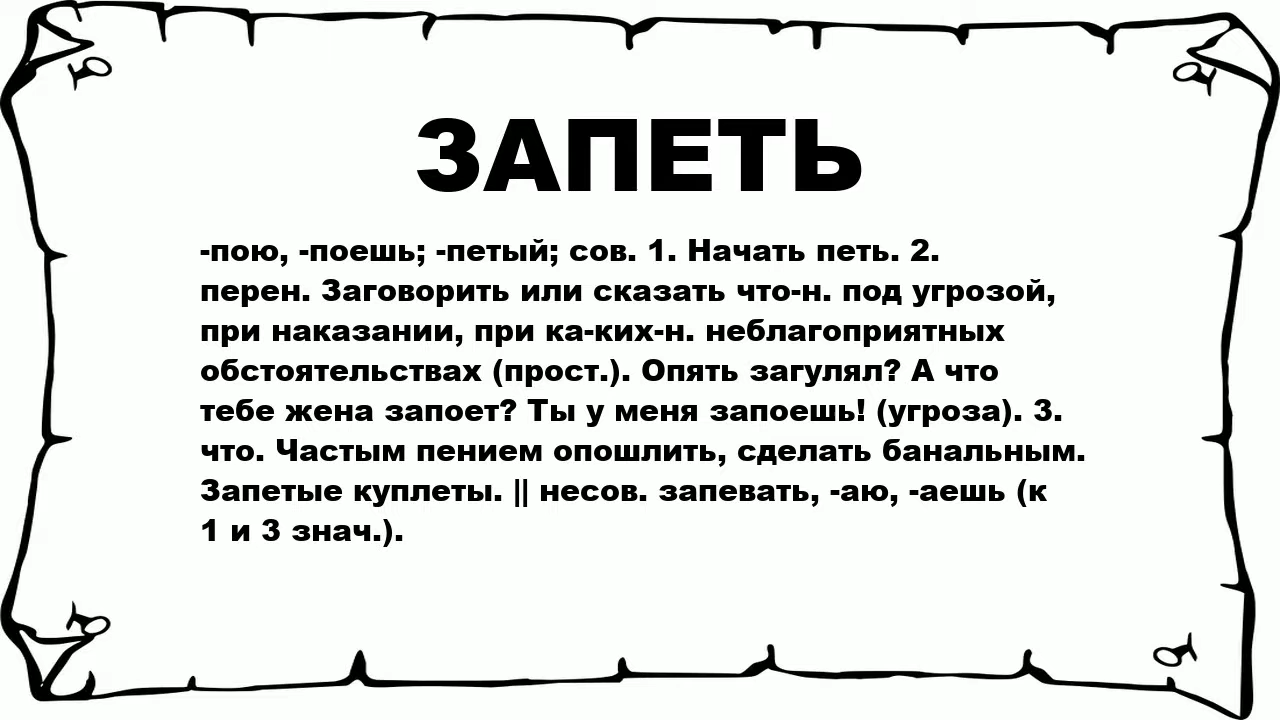 ЗАПЕТЬ
-пою, -поешь; -петый; сов. 1. Начать петь. 2.
перен. Заговорить или сказать что-н. под угрозой,
при наказании, при ка-ких-н. неблагоприятных
обстоятельствах (прост.). Опять загулял? А что
тебе жена запоет? Ты у меня запоешь! (угроза). 3.
что. Частым пением опошлить, сделать банальным.
Запетые куплеты. || несов. запевать, -аю, -аешь (к
1 и 3 знач.).